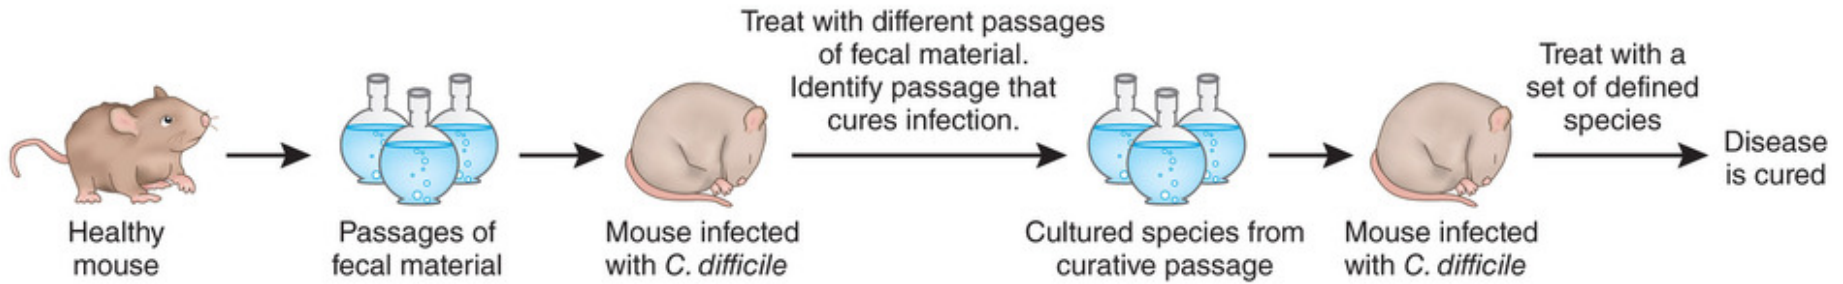 Healthy
mouse
Passages of
fecal material
Mouse infected
with C. difficile
Treat with different passages
of fecal material.
Identify passage that
cures infection.
Cultured species from
curative passage
Mouse infected
with C. difficile
Treat with a
set of defined
species
Disease
is cured